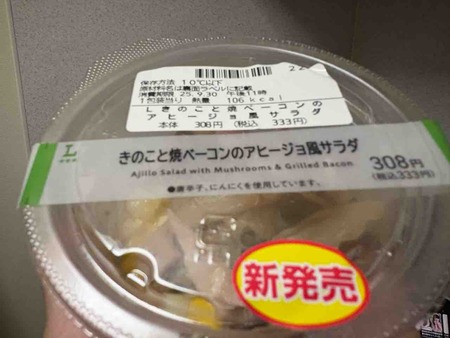 22
保存方法 10℃以下
原材料名は裏面ラベルに記載
消費期限 25.9.30 午後11時
1包装当り 熱量 106kcal
Lきのこと焼ベーコンの
アヒージョ風サラダ
本体 308円(税込 333円)
L
きのこと焼ベーコンのアヒージョ風サラダ
Ajillo Salad with Mushrooms & Grilled Bacon
308円
(税込333円)
●唐辛子、にんにくを使用しています。
新発売